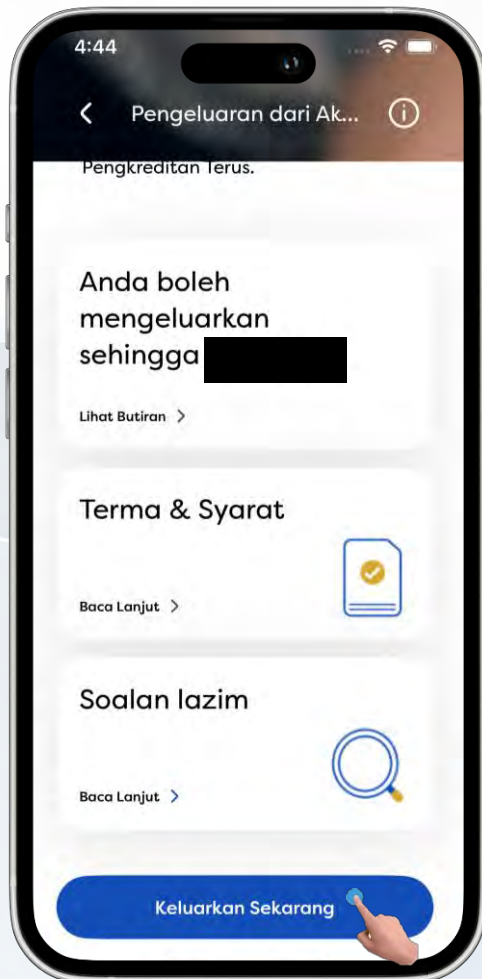 4:44
Pengeluaran dari Ak...
Pengkreditan Terus.
Anda boleh
mengeluarkan
sehingga
Lihat Butiran >
Terma & Syarat
Baca Lanjut >
Soalan lazim
Baca Lanjut >
Keluarkan Sekarang